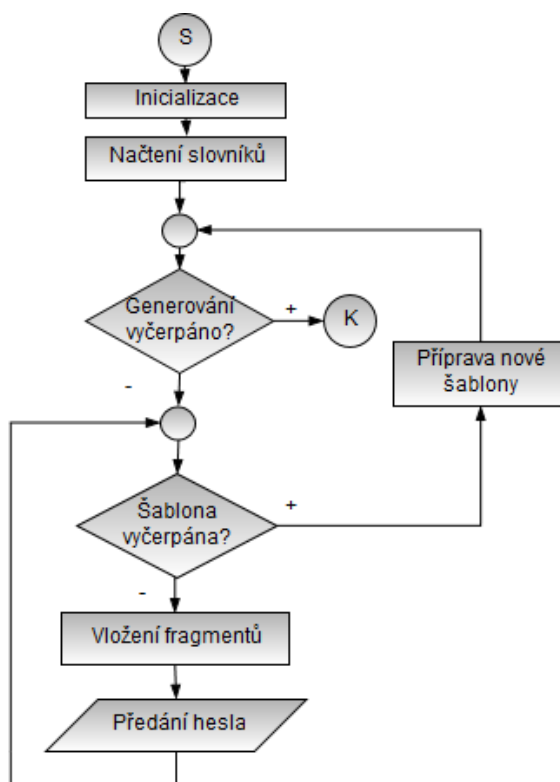 S
Inicializace
Načtení slovníků
Generování
vyčerpáno?
+
K
Příprava nové
šablony
-
Šablona
vyčerpána?
+
-
Vložení fragmentů
Předání hesla